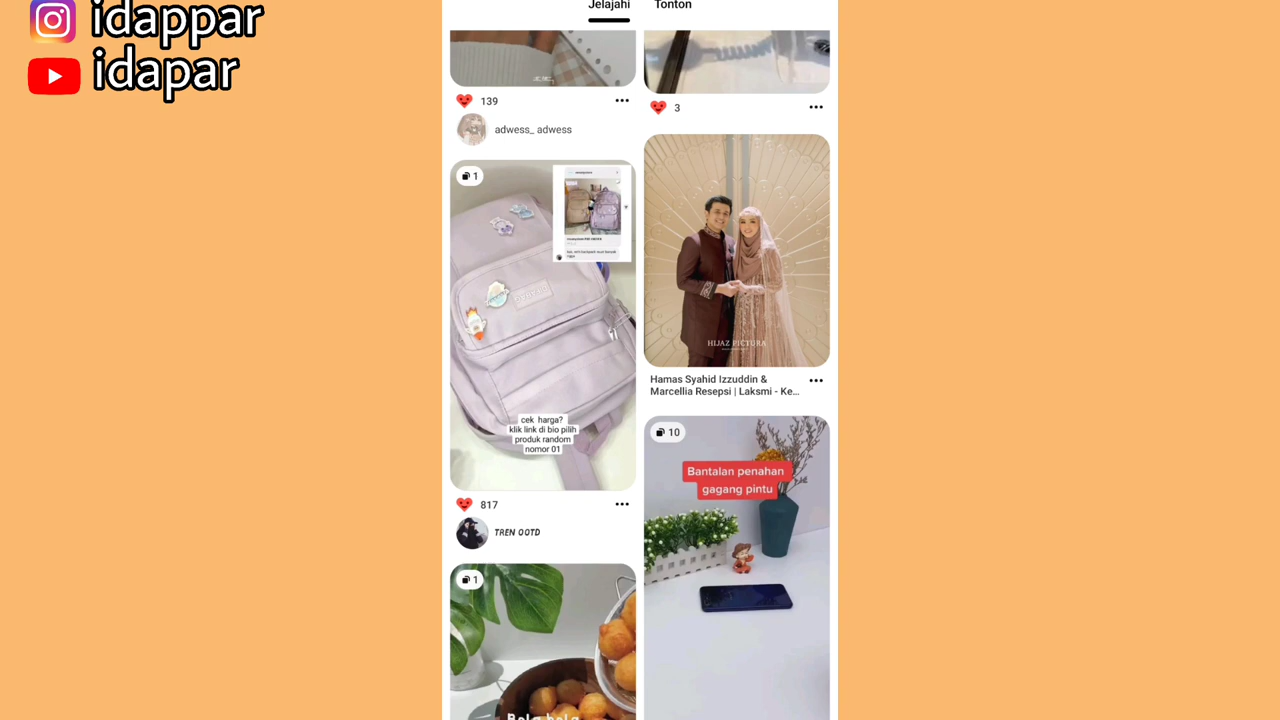 idappar
idapar
Jelajahi
Tonton
139
adwess_ adwess
1
cek harga?
klik link di bio pilih
produk random
nomor 01
817
TREN OOTD
1
3
HIJAZ PICTURA
Hamas Syahid Izzuddin &
Marcellia Resepsi | Laksmi - Ke...
10
Bantalan penahan
gagang pintu